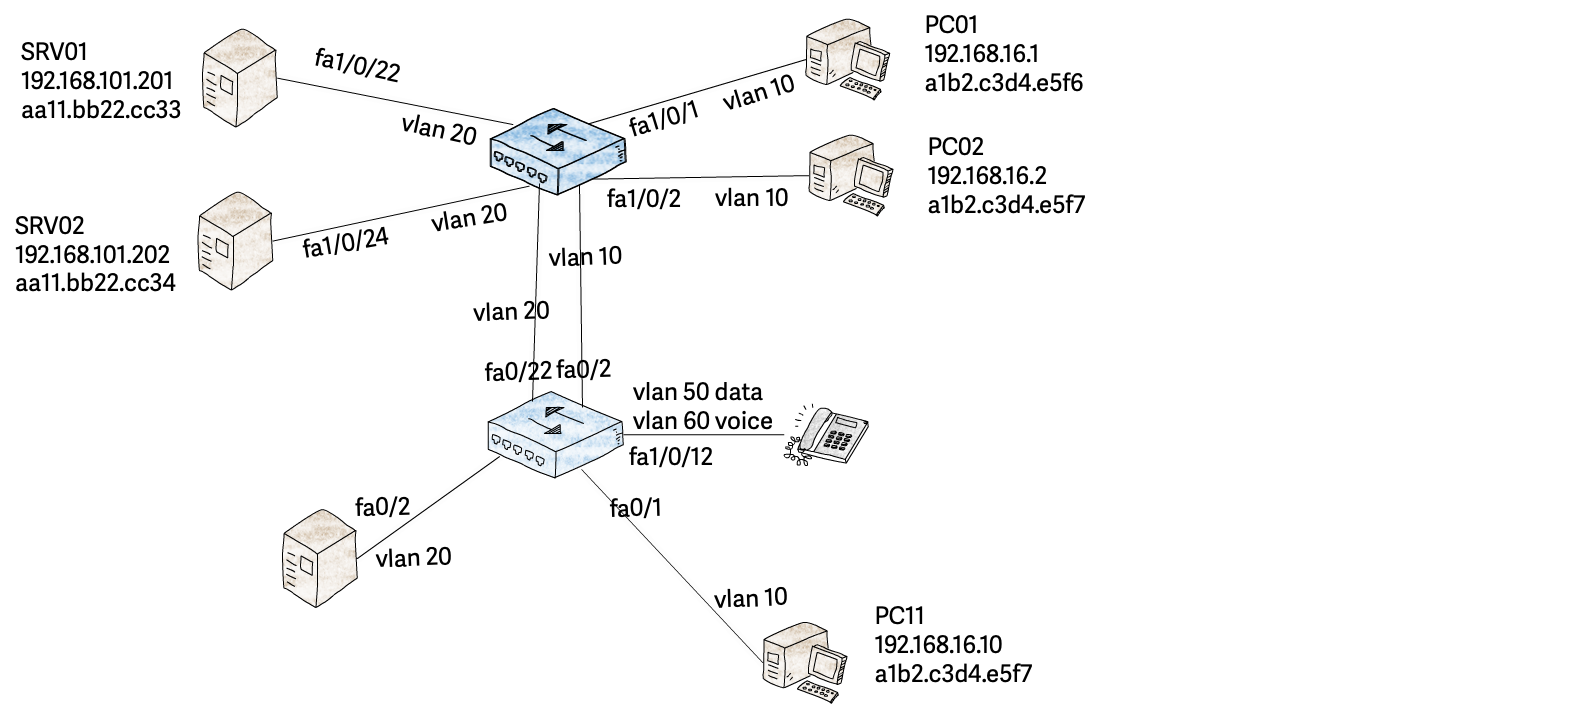 SRV01
192.168.101.201
aa11.bb22.cc33
fa1/0/22
vlan 20
PC01
192.168.16.1
a1b2.c3d4.e5f6
fa1/0/1
vlan 10
PC02
192.168.16.2
a1b2.c3d4.e5f7
fa1/0/2
vlan 10
SRV02
192.168.101.202
aa11.bb22.cc34
fa1/0/24
vlan 20
vlan 10
vlan 20
fa0/22
fa0/2
vlan 50 data
vlan 60 voice
fa1/0/12
fa0/2
vlan 20
fa0/1
vlan 10
PC11
192.168.16.10
a1b2.c3d4.e5f7